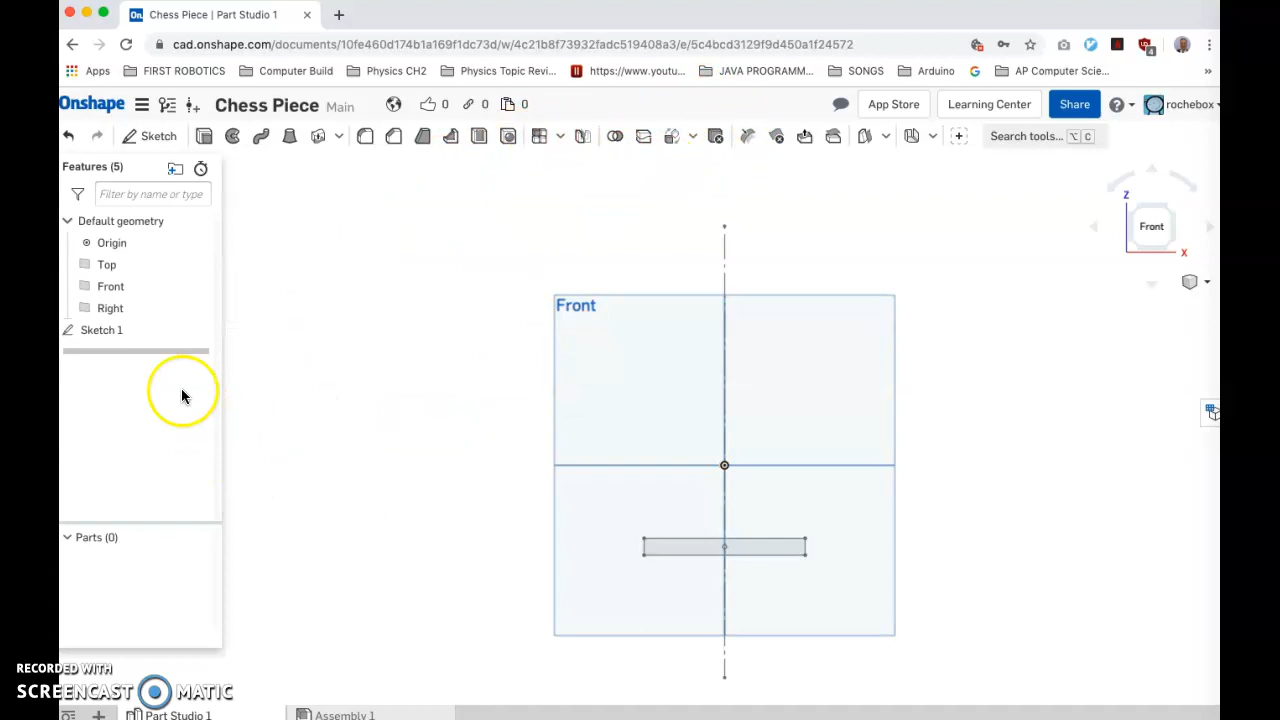 On Chess Piece | Part Studio 1
cad.onshape.com/documents/10fe460d174b1a169f1dc73d/w/4c21b8f73932fadc519408a3/e/5c4bcd3129f9d450a1f24572
4
Apps FIRST ROBOTICS Computer Build Physics CH2 Physics Topic Revi... https://www.youtu... JAVA PROGRAMM... SONGS Arduino AP Computer Scie... »
Onshape Chess Piece Main 0 0 0 App Store Learning Center Share rochebox
Sketch Search tools... ⌥ C
Features (5)
Filter by name or type
Default geometry
Origin
Top
Front
Right
Sketch 1
Parts (0)
Front
Z
Front
X
RECORDED WITH
SCREENCAST MATIC
Part Studio 1 Assembly 1